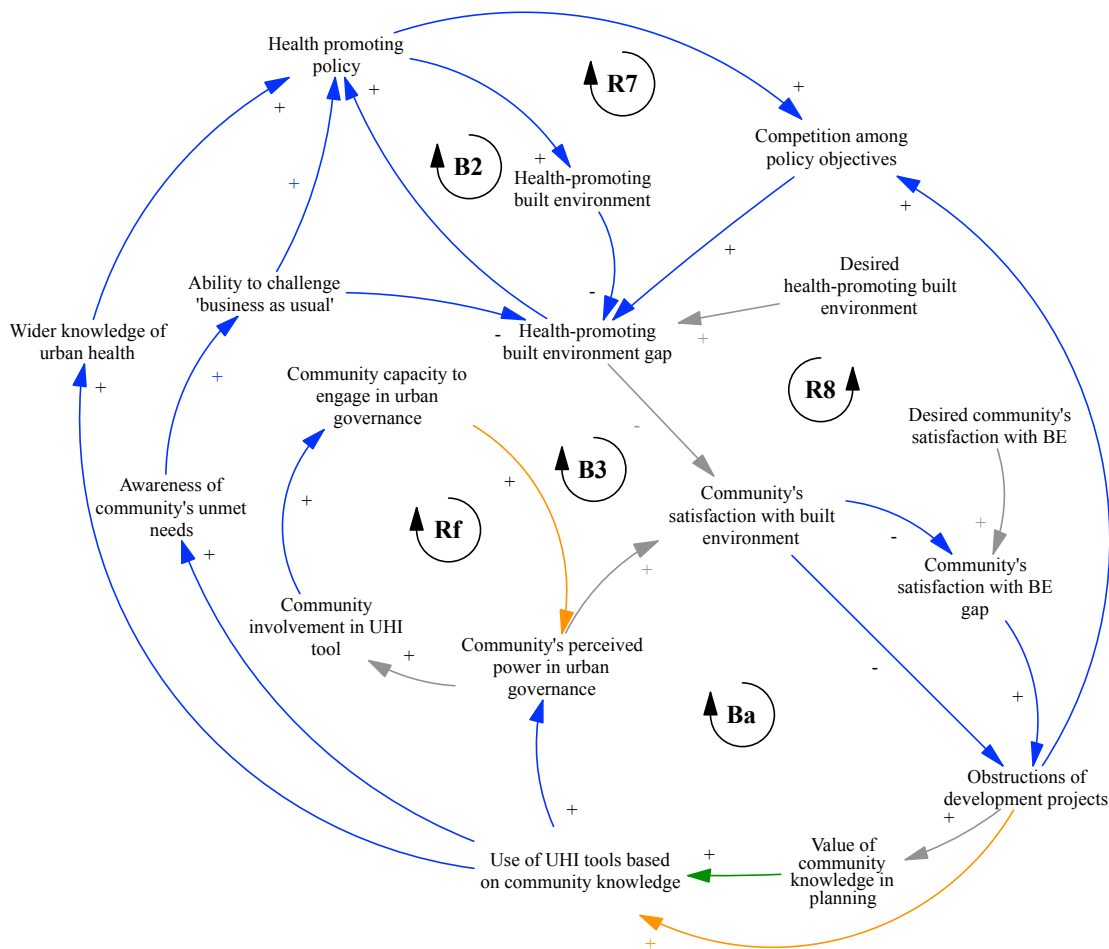 Health promoting
policy
+
R7
+
+
B2
+
Competition among
policy objectives
Health-promoting
built environment
+
+
+
Desired
health-promoting built
environment
Ability to challenge
'business as usual'
-
Wider knowledge of
urban health
-
Health-promoting
built environment gap
+
+
Community capacity to
engage in urban
governance
+
R8
-
Desired community's
satisfaction with BE
B3
+
Awareness of
community's unmet
needs
+
Community's
satisfaction with built
environment
Rf
+
-
+
Community's
satisfaction with BE
gap
+
Community
involvement in UHI
tool
+
Community's perceived
power in urban
governance
-
+
Ba
Obstructions of
development projects
+
+
Use of UHI tools based
on community knowledge
+
Value of
community
knowledge in
planning
+